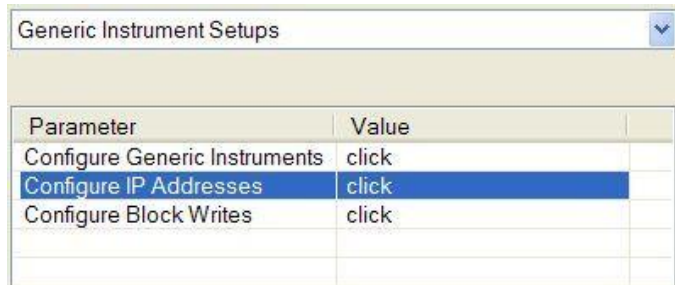 Generic Instrument Setups
Parameter Value
Configure Generic Instruments click
Configure IP Addresses click
Configure Block Writes click